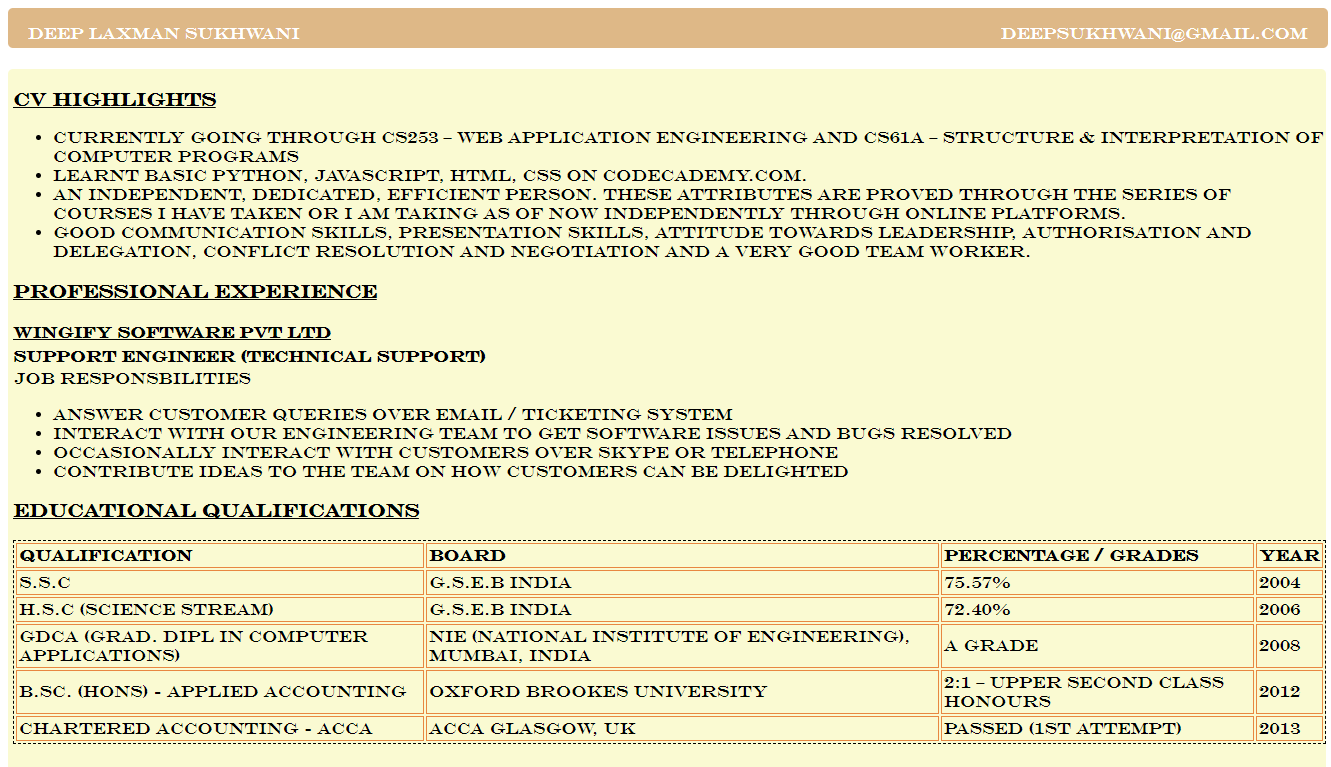 DEEP LAXMAN SUKHWANI DEEPSUKHWANI@GMAIL.COM
CV HIGHLIGHTS
• CURRENTLY GOING THROUGH CS253 – WEB APPLICATION ENGINEERING AND CS61A – STRUCTURE & INTERPRETATION OF
COMPUTER PROGRAMS
• LEARNT BASIC PYTHON, JAVASCRIPT, HTML, CSS ON CODECADEMY.COM.
• AN INDEPENDENT, DEDICATED, EFFICIENT PERSON. THESE ATTRIBUTES ARE PROVED THROUGH THE SERIES OF
COURSES I HAVE TAKEN OR I AM TAKING AS OF NOW INDEPENDENTLY THROUGH ONLINE PLATFORMS.
• GOOD COMMUNICATION SKILLS, PRESENTATION SKILLS, ATTITUDE TOWARDS LEADERSHIP, AUTHORISATION AND
DELEGATION, CONFLICT RESOLUTION AND NEGOTIATION AND A VERY GOOD TEAM WORKER.
PROFESSIONAL EXPERIENCE
WINGIFY SOFTWARE PVT LTD
SUPPORT ENGINEER (TECHNICAL SUPPORT)
JOB RESPONSBILITIES
• ANSWER CUSTOMER QUERIES OVER EMAIL / TICKETING SYSTEM
• INTERACT WITH OUR ENGINEERING TEAM TO GET SOFTWARE ISSUES AND BUGS RESOLVED
• OCCASIONALLY INTERACT WITH CUSTOMERS OVER SKYPE OR TELEPHONE
• CONTRIBUTE IDEAS TO THE TEAM ON HOW CUSTOMERS CAN BE DELIGHTED
EDUCATIONAL QUALIFICATIONS
QUALIFICATION BOARD PERCENTAGE / GRADES YEAR
S.S.C G.S.E.B INDIA 75.57% 2004
H.S.C (SCIENCE STREAM) G.S.E.B INDIA 72.40% 2006
GDCA (GRAD. DIPL IN COMPUTER
APPLICATIONS) NIE (NATIONAL INSTITUTE OF ENGINEERING),
MUMBAI, INDIA A GRADE 2008
B.SC. (HONS) - APPLIED ACCOUNTING OXFORD BROOKES UNIVERSITY 2:1 – UPPER SECOND CLASS
HONOURS 2012
CHARTERED ACCOUNTING - ACCA ACCA GLASGOW, UK PASSED (1ST ATTEMPT) 2013